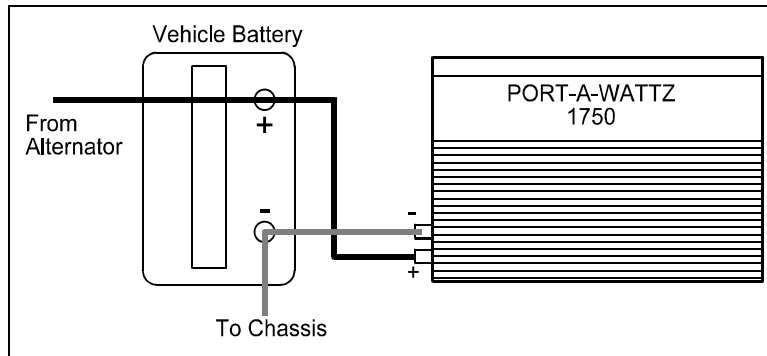 Vehicle Battery
PORT-A-WATTZ
1750
From
Alternator
+
-
-
+
To Chassis